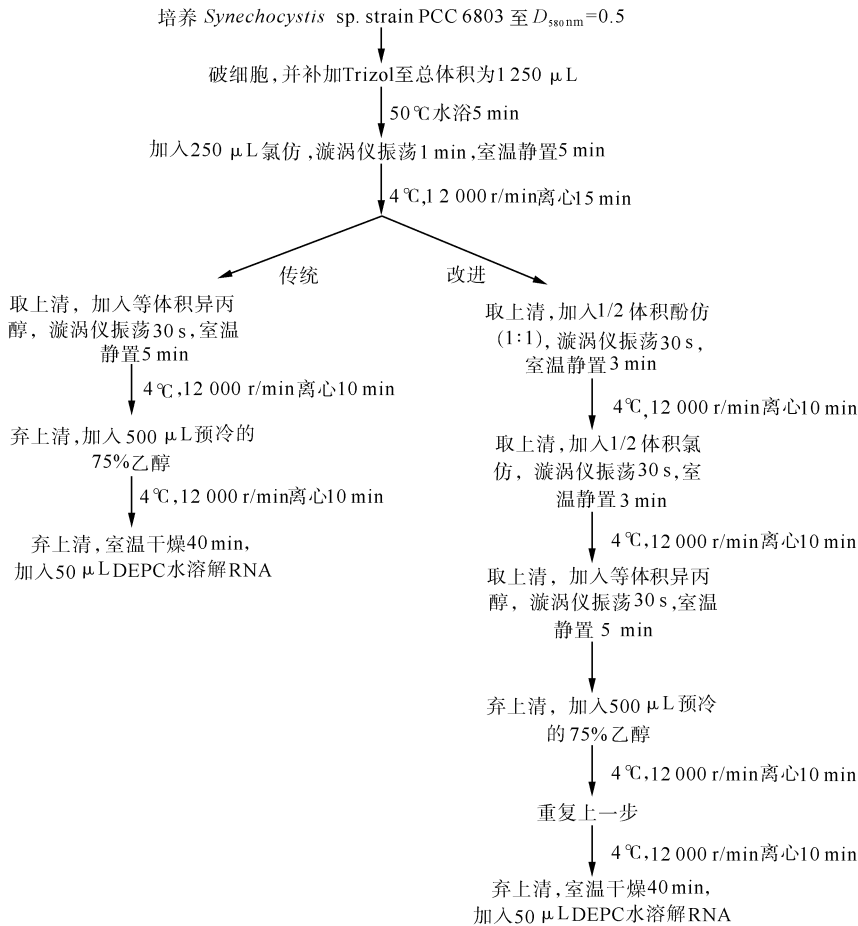 培养 Synechocystis sp. strain PCC 6803 至 D580 nm=0.5
破细胞,并补加Trizol至总体积为1 250 μL
50℃水浴5 min
加入250 μL氯仿,漩涡仪振荡1 min,室温静置5 min
4℃,12 000 r/min离心15 min
传统
改进
取上清，加入等体积异丙
醇，漩涡仪振荡30 s,室温
静置5 min
4℃,12 000 r/min离心10 min
弃上清,加入500 μL预冷的
75%乙醇
4℃,12 000 r/min离心10 min
弃上清,室温干燥40 min,
加入50 μL DEPC水溶解RNA
取上清,加入1/2 体积酚仿
(1∶1),漩涡仪振荡30 s,
室温静置3 min
4℃,12 000 r/min离心10 min
取上清,加入1/2 体积氯
仿，漩涡仪振荡30 s,室
温静置3 min
4℃,12 000 r/min离心10 min
取上清，加入等体积异丙
醇，漩涡仪振荡30 s,室温
静置 5 min
弃上清，加入500 μL预冷
的 75%乙醇
4℃,12 000 r/min离心10 min
重复上一步
4℃,12 000 r/min离心10 min
弃上清,室温干燥40 min,
加入50 μL DEPC水溶解RNA